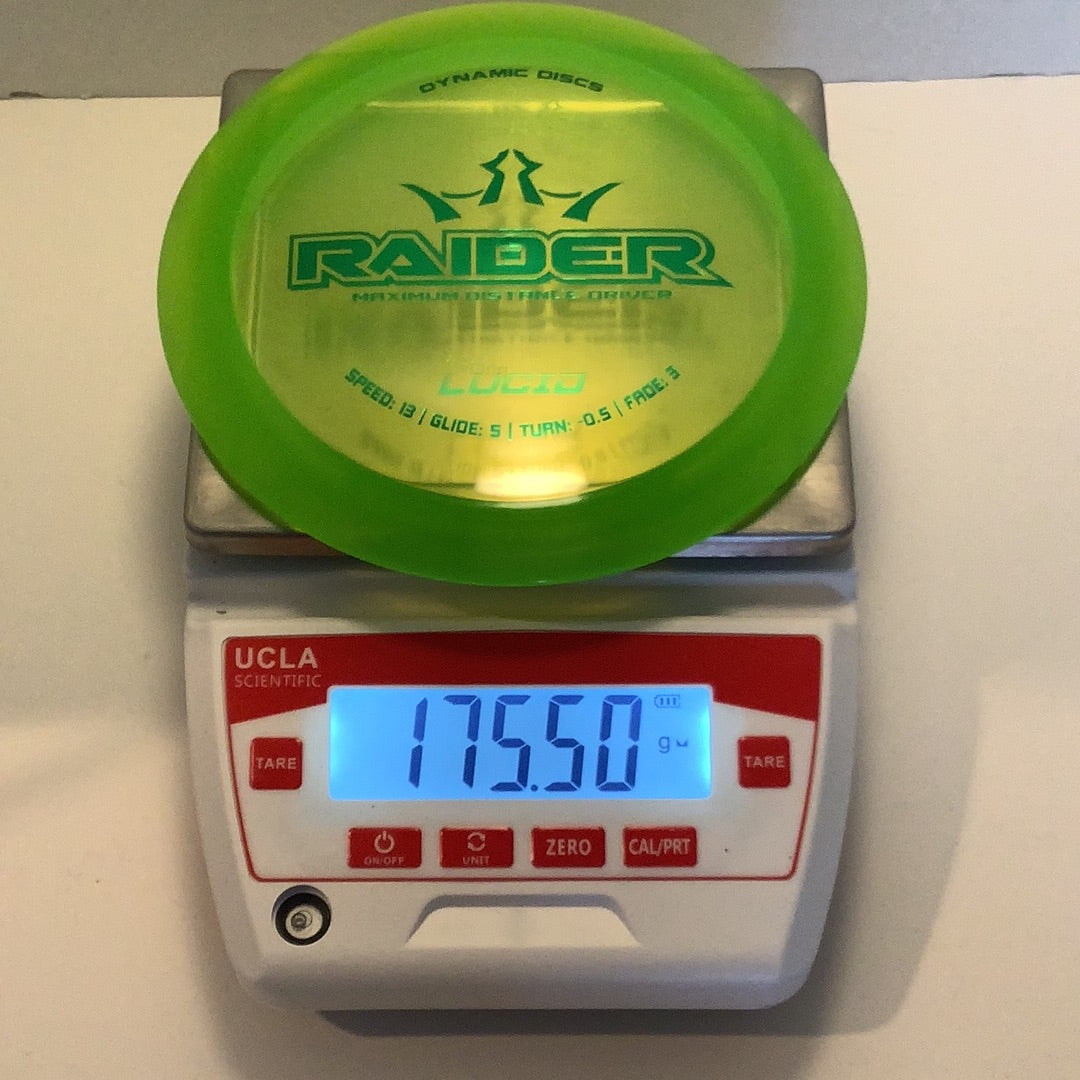 DYNAMIC DISCS
RAIDER
MAXIMUM DISTANCE DRIVER
LUCID
SPEED: 13 | GLIDE: 5 | TURN: -0.5 | FADE: 3
UCLA
SCIENTIFIC
175.50
g
TARE
TARE
ON/OFF
UNIT
ZERO
CAL/PRT